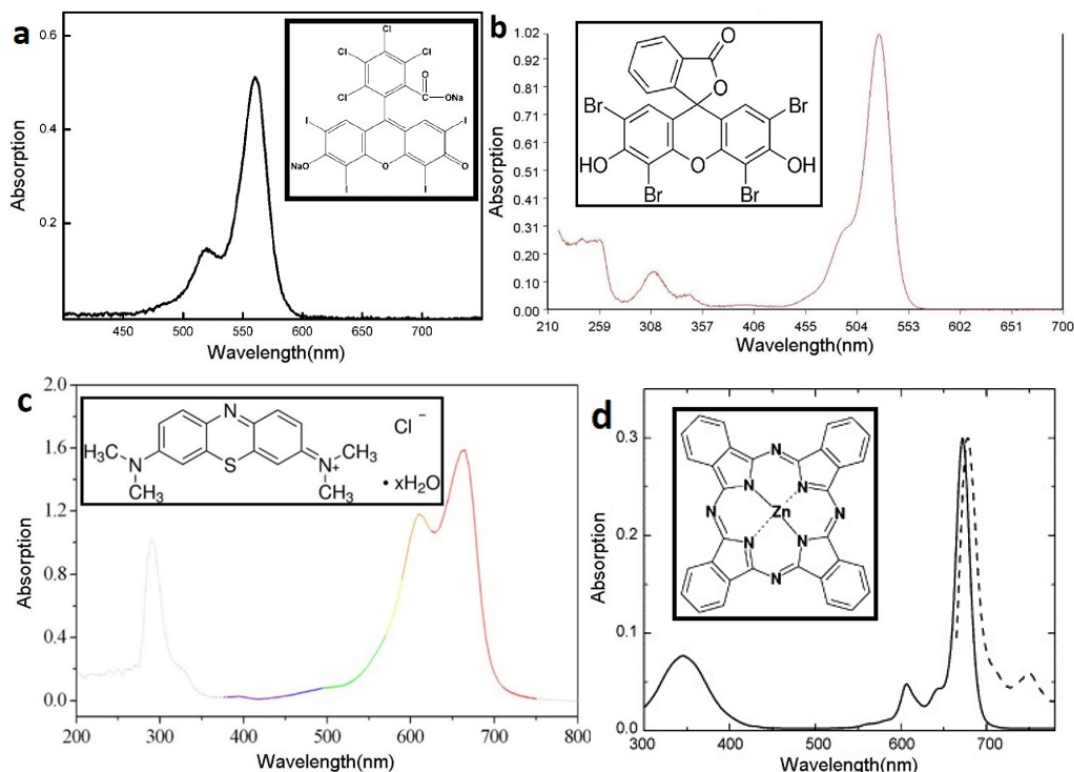 a
0.6
0.4
0.2
Absorption
450 500 550 600 650 700
Wavelength(nm)
Cl
Cl Cl
Cl
O
C ONa
I I
NaO O O
I I
b
1.02
0.92
0.82
0.71
0.61
0.51
0.41
0.31
0.20
0.10
0.00
Absorption
210 259 308 357 406 455 504 553 602 651 700
Wavelength(nm)
O
O
Br Br
HO O OH
Br Br
c
2.0
1.6
1.2
0.8
0.4
0.0
Absorption
200 300 400 500 600 700 800
Wavelength(nm)
N
Cl⁻
H3C N S N+ CH3
CH3 CH3
• xH2O
d
0.3
0.2
0.1
0.0
Absorption
300 400 500 600 700
Wavelength(nm)
N
N N
N Zn N
N N
N